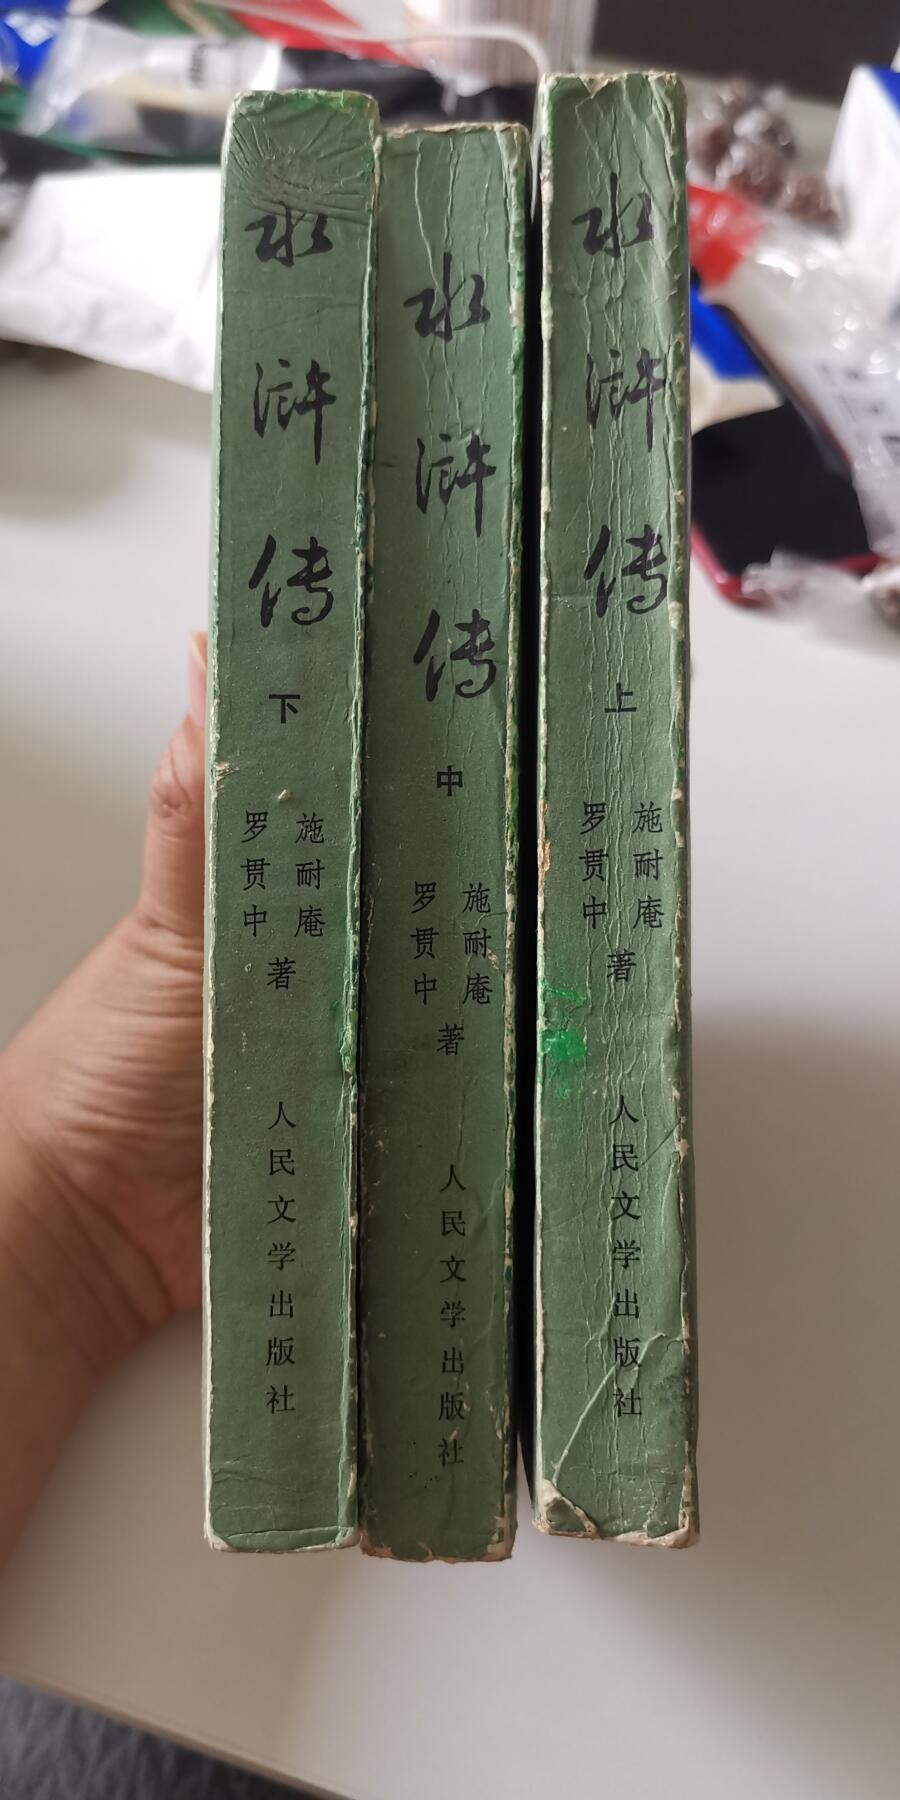 水浒传
上
施耐庵
罗贯中
著
人民文学出版社
水浒传
中
施耐庵
罗贯中
著
人民文学出版社
水浒传
下
施耐庵
罗贯中
著
人民文学出版社